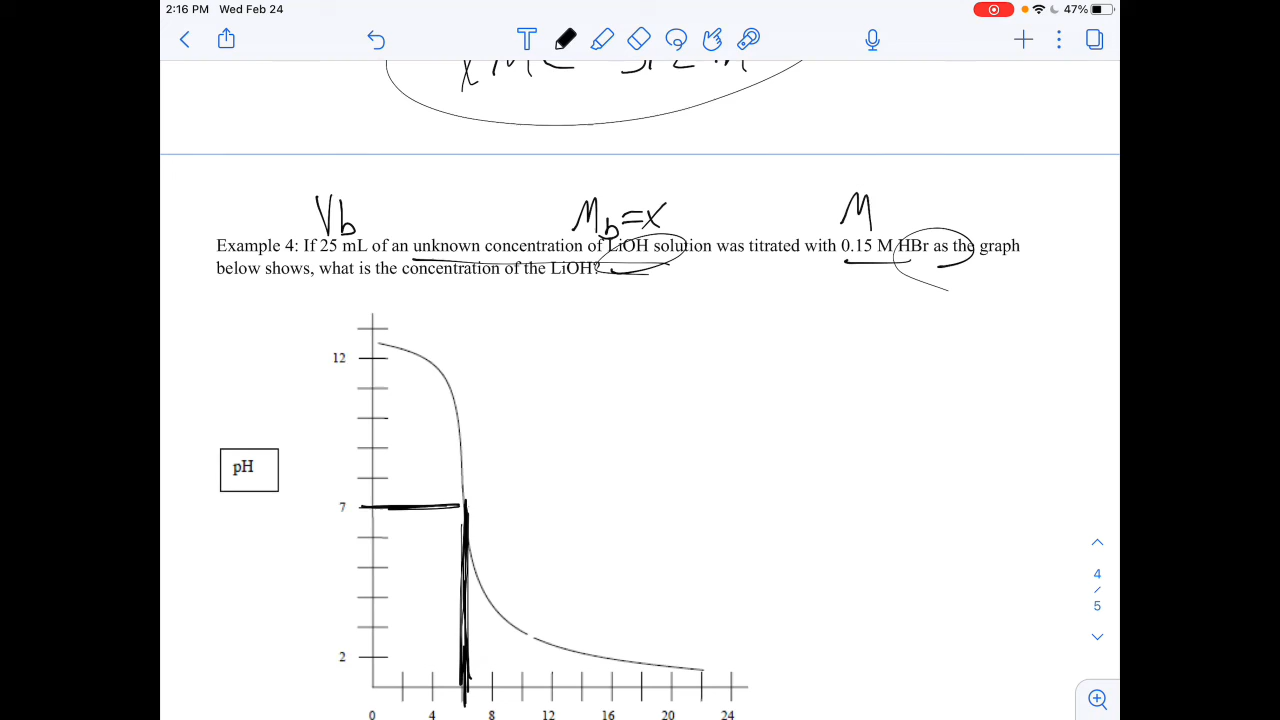 2:16 PM Wed Feb 24
47%
Vb
Mb=x
M
Example 4: If 25 mL of an unknown concentration of LiOH solution was titrated with 0.15 M HBr as the graph
below shows, what is the concentration of the LiOH?
12
pH
7
2
0 4 8 12 16 20 24
4
/
5